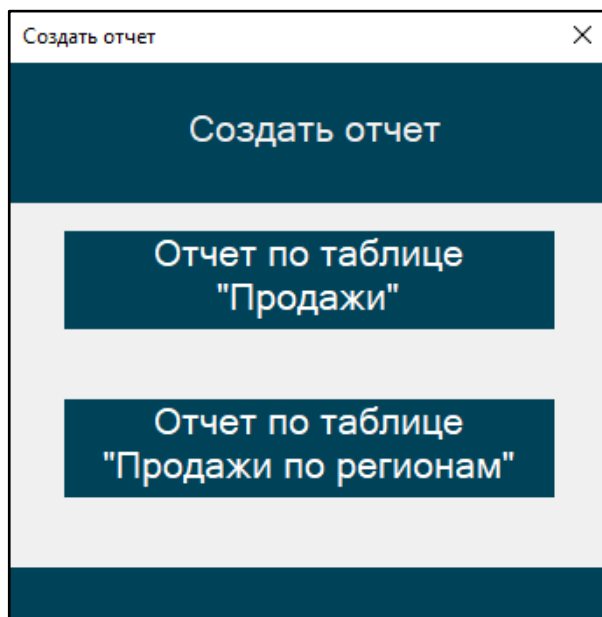 Создать отчет
Создать отчет
Отчет по таблице
"Продажи"
Отчет по таблице
"Продажи по регионам"